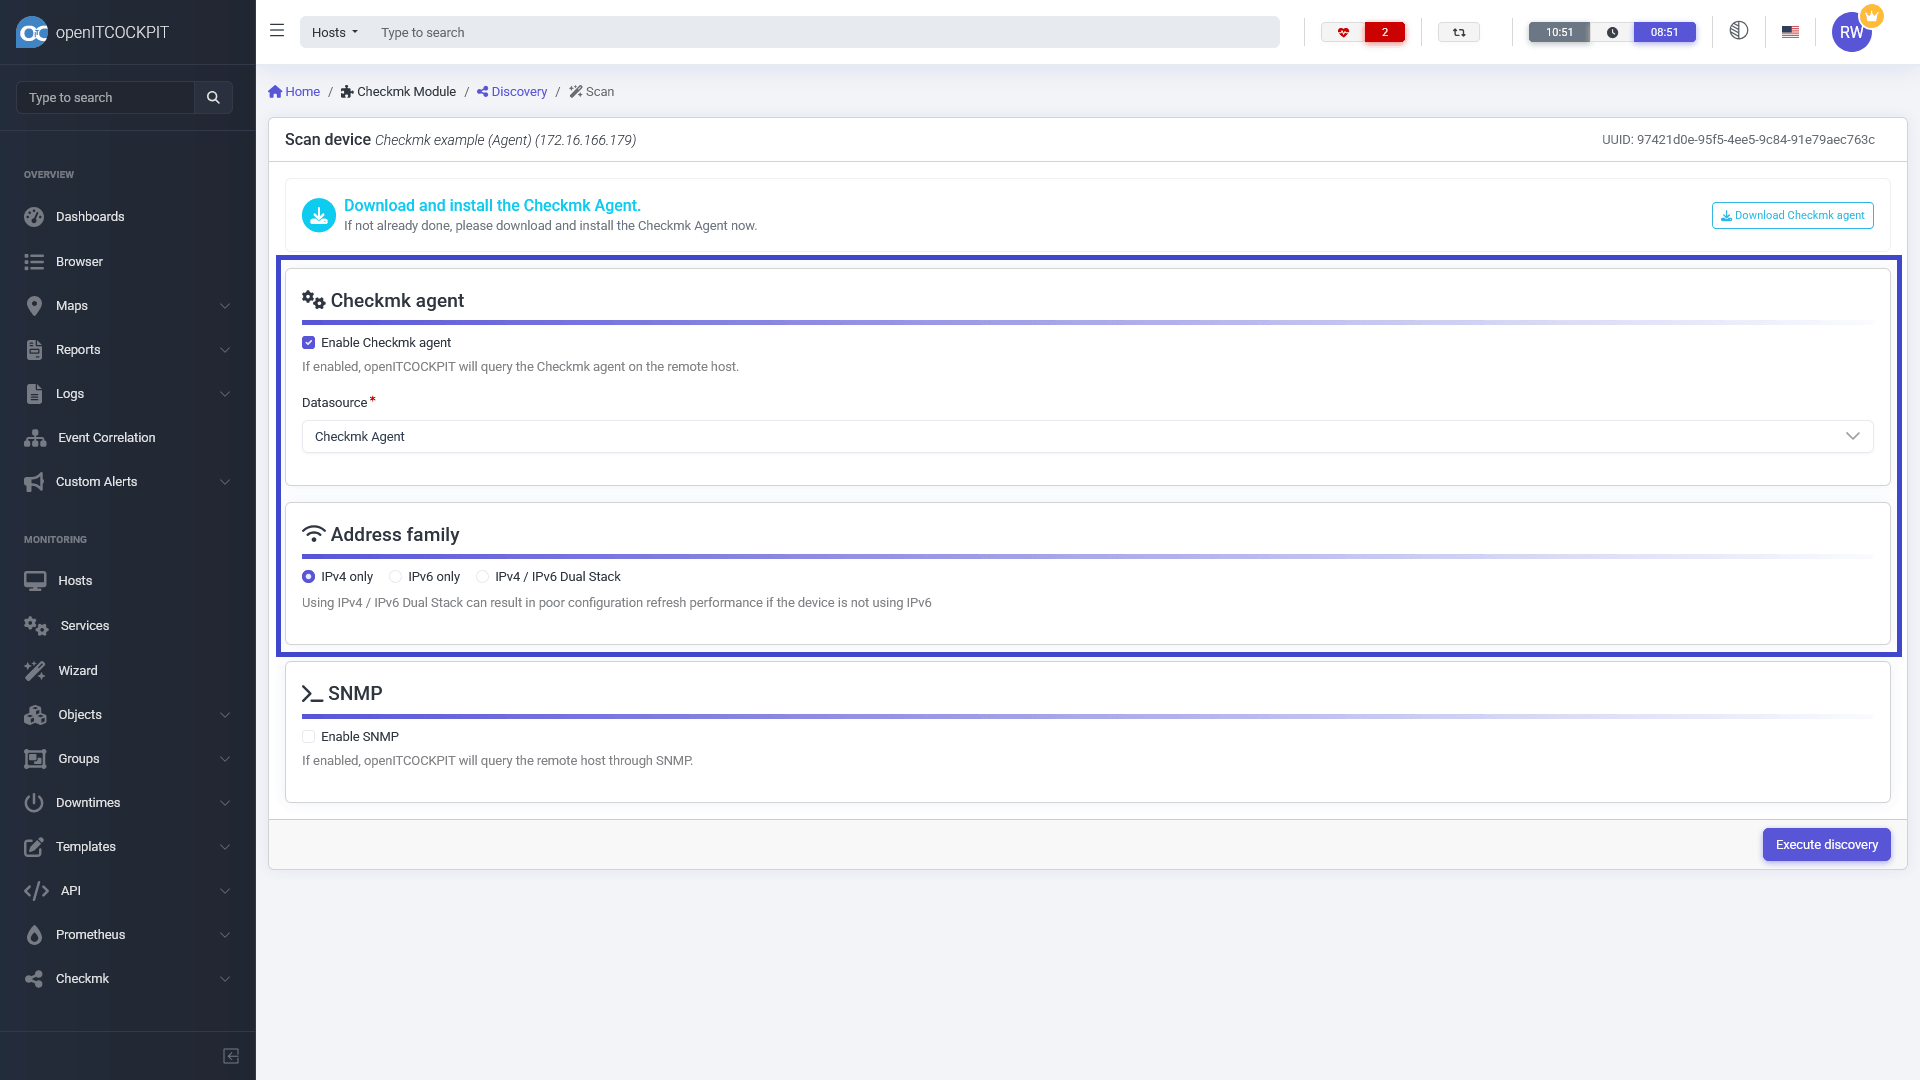 openITCOCKPIT
Hosts
Type to search
2
10:51
08:51
RW
Type to search
Home / Checkmk Module / Discovery / Scan
Scan device Checkmk example (Agent) (172.16.166.179)
UUID: 97421d0e-95f5-4ee5-9c84-91e79aec763c
Download and install the Checkmk Agent.
If not already done, please download and install the Checkmk Agent now.
Download Checkmk agent
Checkmk agent
Enable Checkmk agent
If enabled, openITCOCKPIT will query the Checkmk agent on the remote host.
Datasource*
Checkmk Agent
Address family
IPv4 only IPv6 only IPv4 / IPv6 Dual Stack
Using IPv4 / IPv6 Dual Stack can result in poor configuration refresh performance if the device is not using IPv6
SNMP
Enable SNMP
If enabled, openITCOCKPIT will query the remote host through SNMP.
Execute discovery
OVERVIEW
Dashboards
Browser
Maps
Reports
Logs
Event Correlation
Custom Alerts
MONITORING
Hosts
Services
Wizard
Objects
Groups
Downtimes
Templates
API
Prometheus
Checkmk